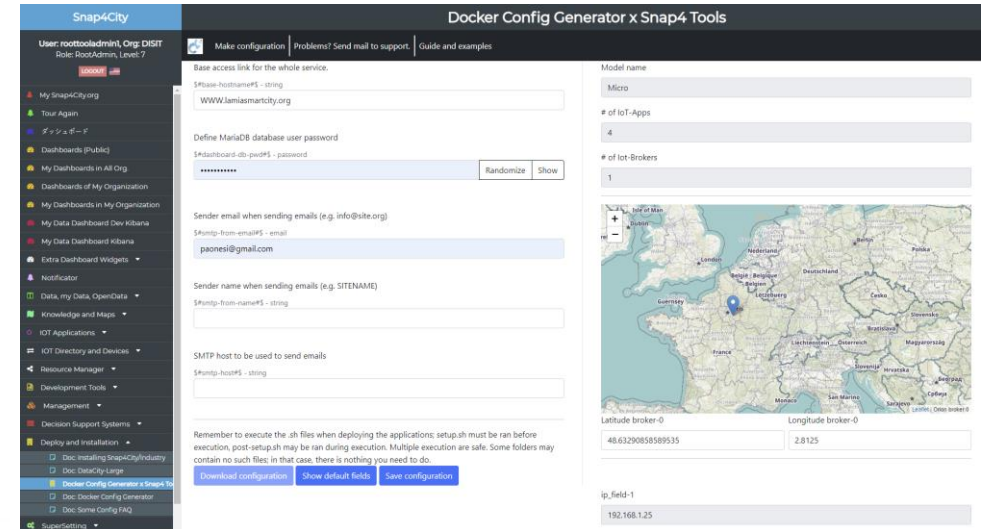 Snap4City
Docker Config Generator x Snap4 Tools
User: roottooladmin1, Org: DISIT
Role: RootAdmin, Level: 7
LOGOUT
Make configuration
Problems? Send mail to support.
Guide and examples
My Snap4City.org
Tour Again
ダッシュボード
Dashboards (Public)
My Dashboards in All Org.
Dashboards of My Organization
My Dashboards in My Organization
My Data Dashboard Dev Kibana
My Data Dashboard Kibana
Extra Dashboard Widgets
Notificator
Data, my Data, OpenData
Knowledge and Maps
IOT Applications
IOT Directory and Devices
Resource Manager
Development Tools
Management
Decision Support Systems
Deploy and Installation
Doc: Installing Snap4City/Industry
Doc: DataCity-Large
Docker Config Generator x Snap4 To
Doc: Docker Config Generator
Doc: Some Config FAQ
SuperSetting
Base access link for the whole service.
$#base-hostname#$ - string
WWW.lamiasmartcity.org
Define MariaDB database user password
$#dashboard-db-pwd#$ - password
•••••••••••
Randomize
Show
Sender email when sending emails (e.g. info@site.org)
$#smtp-from-email#$ - email
paonesi@gmail.com
Sender name when sending emails (e.g. SITENAME)
$#smtp-from-name#$ - string
SMTP host to be used to send emails
$#smtp-host#$ - string
Remember to execute the .sh files when deploying the applications; setup.sh must be ran before
execution, post-setup.sh may be ran during execution. Multiple execution are safe. Some folders may
contain no such files; in that case, there is nothing you need to do.
Download configuration
Show default fields
Save configuration
Model name
Micro
# of IoT-Apps
4
# of Iot-Brokers
1
+
−
Isle of Man
Dublin
London
Nederland
Berlin
Polska
België / Belgique
Belgien
Deutschland
Lëtzebuerg
Guernsey
Česko
Slovensko
Bratislava
Liechtenstein
Österreich
Magyarország
France
Slovenija
Hrvatska
Београд
Monaco
San Marino
Sarajevo
Србија
Leaflet
Latitude broker-0
Longitude broker-0
48.63290858589535
2.8125
ip_field-1
192.168.1.25